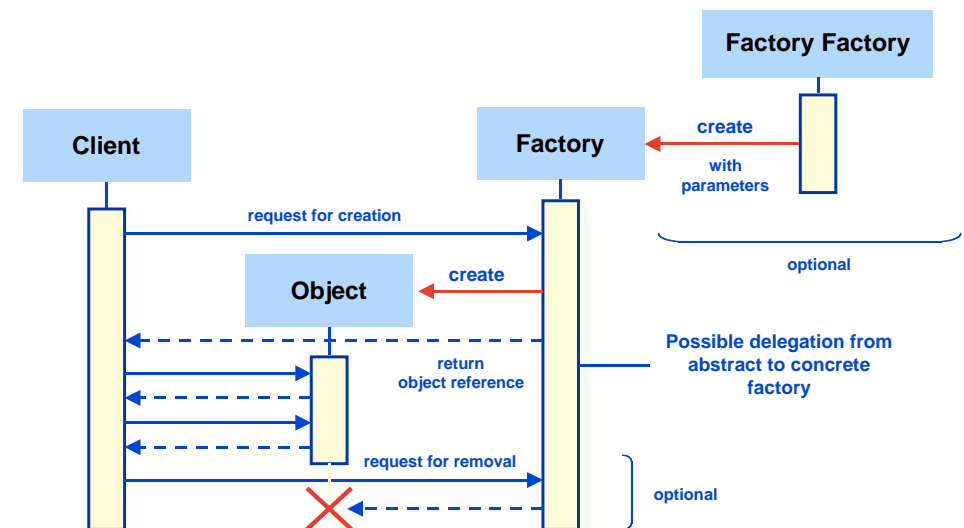 Factory Factory
Client
Factory
create
with
parameters
request for creation
optional
Object
create
return
object reference
Possible delegation from
abstract to concrete
factory
request for removal
optional